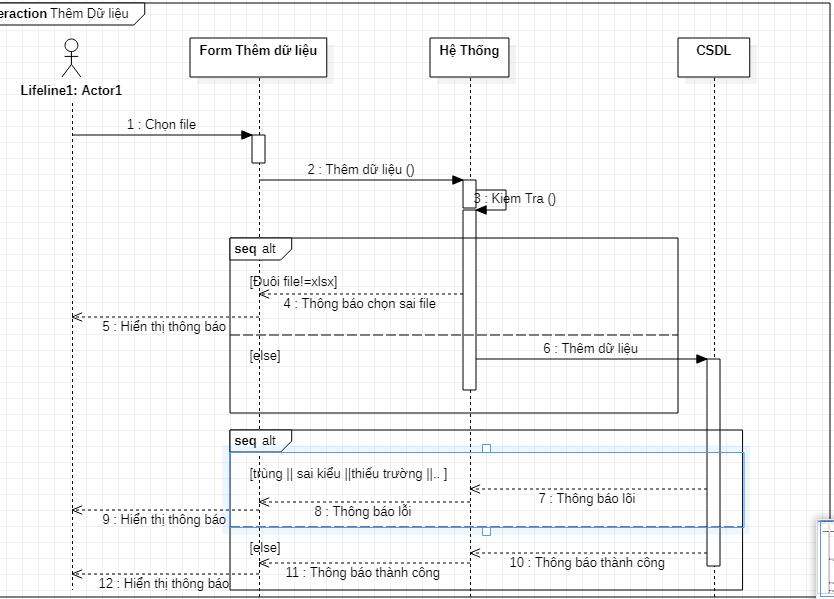 eraction Thêm Dữ liệu
Form Thêm dữ liệu
Hệ Thống
CSDL
Lifeline1: Actor1
1 : Chọn file
2 : Thêm dữ liệu ()
3 : Kiem Tra ()
seq alt
[Đuôi file!=xlsx]
4 : Thông báo chọn sai file
5 : Hiển thị thông báo
6 : Thêm dữ liệu
[else]
seq alt
[trùng || sai kiểu ||thiếu trường ||.. ]
7 : Thông báo lõi
8 : Thông báo lỗi
9 : Hiển thị thông báo
[else]
10 : Thông báo thành công
11 : Thông báo thành công
12 : Hiển thị thông báo